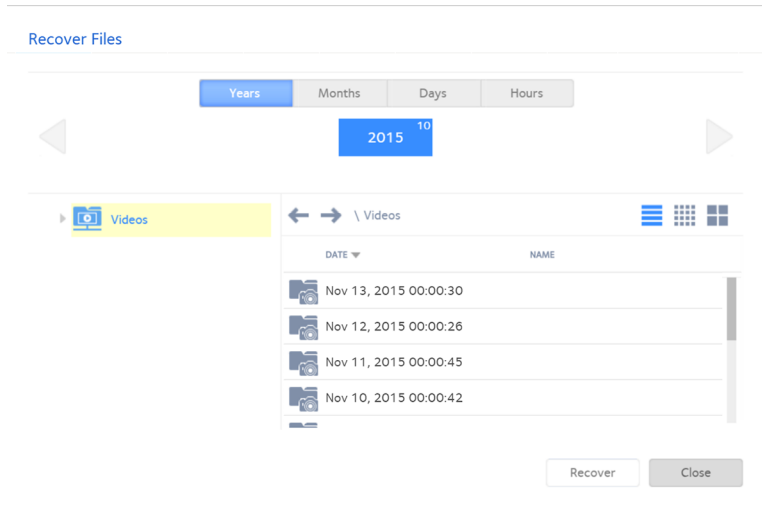 Recover Files
Years Months Days Hours
2015 10
Videos
\ Videos
DATE NAME
Nov 13, 2015 00:00:30
Nov 12, 2015 00:00:26
Nov 11, 2015 00:00:45
Nov 10, 2015 00:00:42
Recover Close